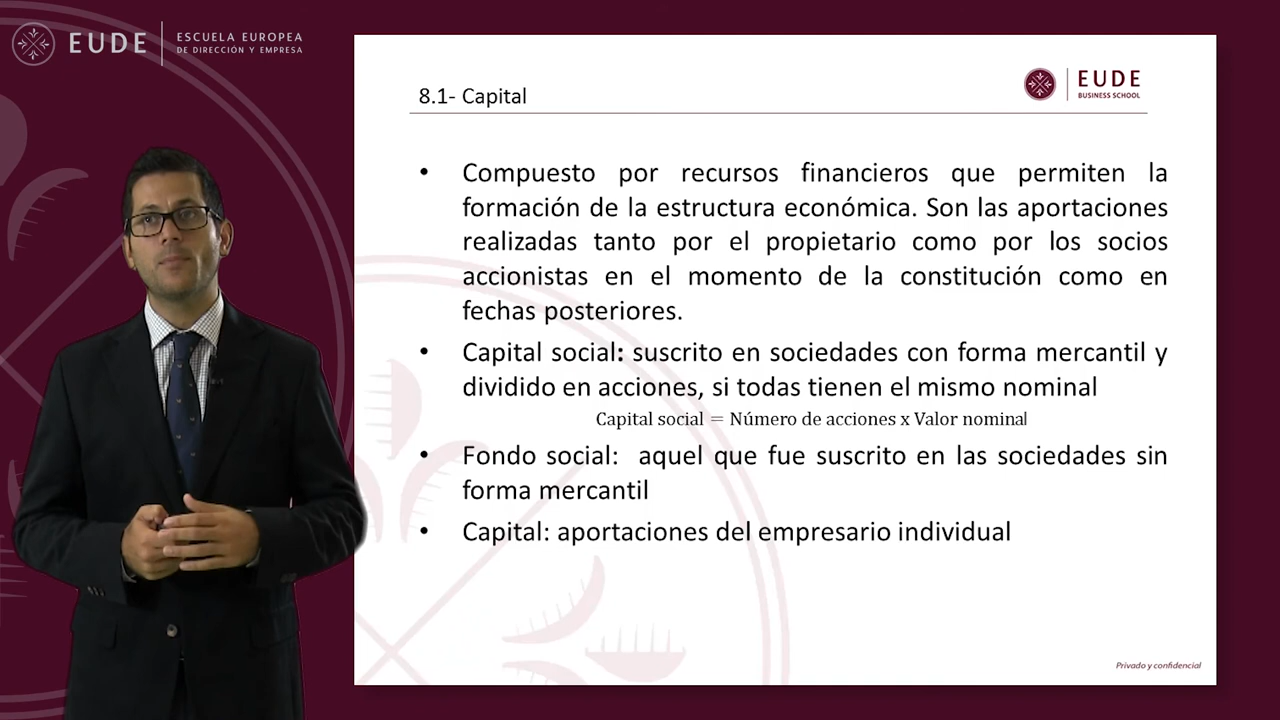 EUDE
ESCUELA EUROPEA
DE DIRECCIÓN Y EMPRESA
EUDE
BUSINESS SCHOOL
8.1- Capital
• Compuesto por recursos financieros que permiten la
formación de la estructura económica. Son las aportaciones
realizadas tanto por el propietario como por los socios
accionistas en el momento de la constitución como en
fechas posteriores.
• Capital social: suscrito en sociedades con forma mercantil y
dividido en acciones, si todas tienen el mismo nominal
Capital social = Número de acciones x Valor nominal
• Fondo social: aquel que fue suscrito en las sociedades sin
forma mercantil
• Capital: aportaciones del empresario individual
Privado y confidencial